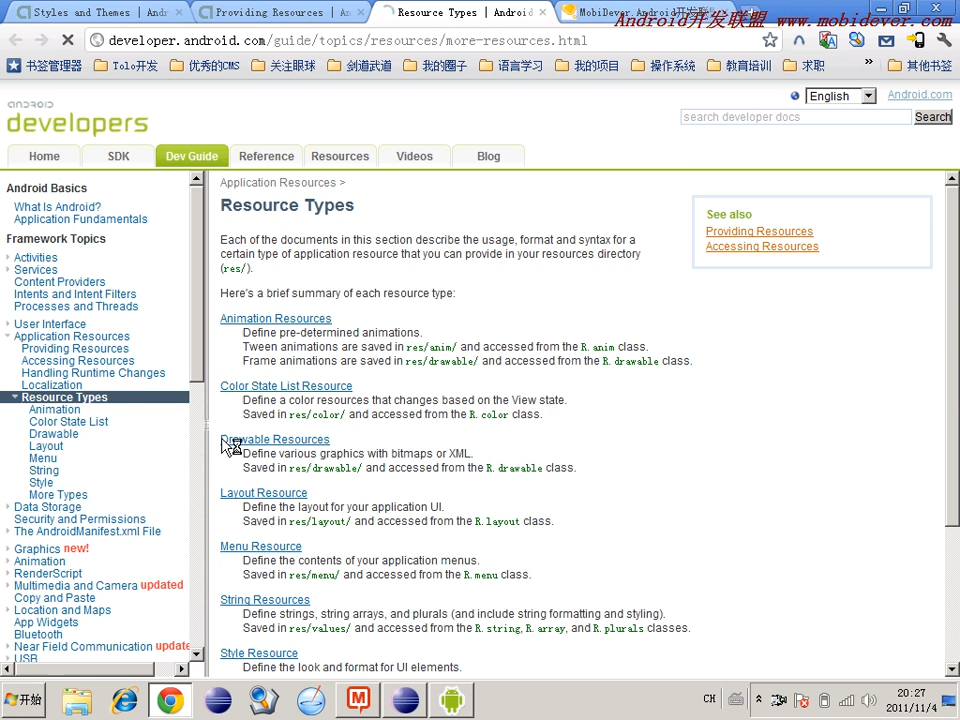 Styles and Themes | Andr
Providing Resources | An
Resource Types | Androi
MobiDever.Android开发联盟
Android开发联盟 www.mobidever.com
developer.android.com/guide/topics/resources/more-resources.html
书签管理器 Tolo开发 优秀的CMS 关注眼球 剑道武道 我的圈子 语言学习 我的项目 操作系统 教育培训 求职 » 其他书签
English Android.com
android
developers
search developer docs Search
Home SDK Dev Guide Reference Resources Videos Blog
Android Basics
What Is Android?
Application Fundamentals
Framework Topics
Activities
Services
Content Providers
Intents and Intent Filters
Processes and Threads
User Interface
Application Resources
Providing Resources
Accessing Resources
Handling Runtime Changes
Localization
Resource Types
Animation
Color State List
Drawable
Layout
Menu
String
Style
More Types
Data Storage
Security and Permissions
The AndroidManifest.xml File
Graphics new!
Animation
RenderScript
Multimedia and Camera updated
Copy and Paste
Location and Maps
App Widgets
Bluetooth
Near Field Communication update
USB
Application Resources >
Resource Types
Each of the documents in this section describe the usage, format and syntax for a
certain type of application resource that you can provide in your resources directory
(res/).
Here's a brief summary of each resource type:
Animation Resources
Define pre-determined animations.
Tween animations are saved in res/anim/ and accessed from the R.anim class.
Frame animations are saved in res/drawable/ and accessed from the R.drawable class.
Color State List Resource
Define a color resources that changes based on the View state.
Saved in res/color/ and accessed from the R.color class.
Drawable Resources
Define various graphics with bitmaps or XML.
Saved in res/drawable/ and accessed from the R.drawable class.
Layout Resource
Define the layout for your application UI.
Saved in res/layout/ and accessed from the R.layout class.
Menu Resource
Define the contents of your application menus.
Saved in res/menu/ and accessed from the R.menu class.
String Resources
Define strings, string arrays, and plurals (and include string formatting and styling).
Saved in res/values/ and accessed from the R.string, R.array, and R.plurals classes.
Style Resource
Define the look and format for UI elements.
See also
Providing Resources
Accessing Resources
开始
CH
20:27
2011/11/4